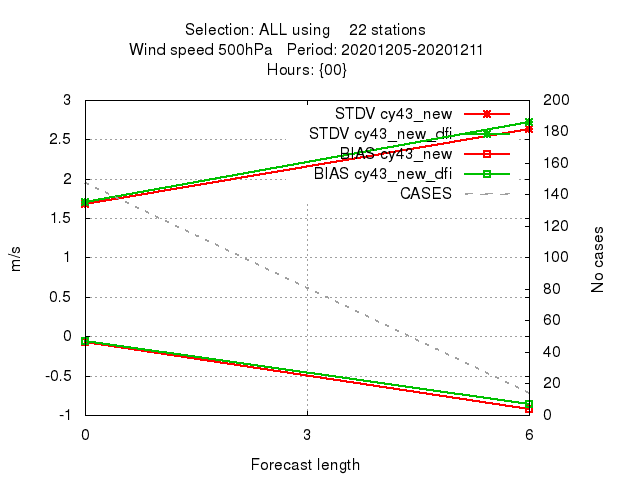 Selection: ALL using 22 stations
Wind speed 500hPa Period: 20201205-20201211
Hours: {00}
3 200
STDV cy43_new
2.5 180
STDV cy43_new_dfi
BIAS cy43_new
160
2 BIAS cy43_new_dfi
140
CASES
1.5
120
1 100
m/s No cases
80
0.5
60
0
40
-0.5
20
-1 0
0 3 6
Forecast length